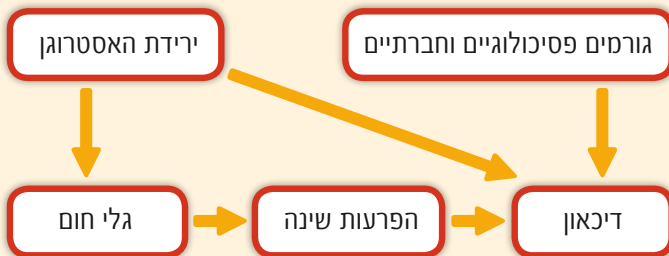 גורמים פסיכולוגיים וחברתיים
ירידת האסטרוגן
דיכאון
הפרעות שינה
גלי חום